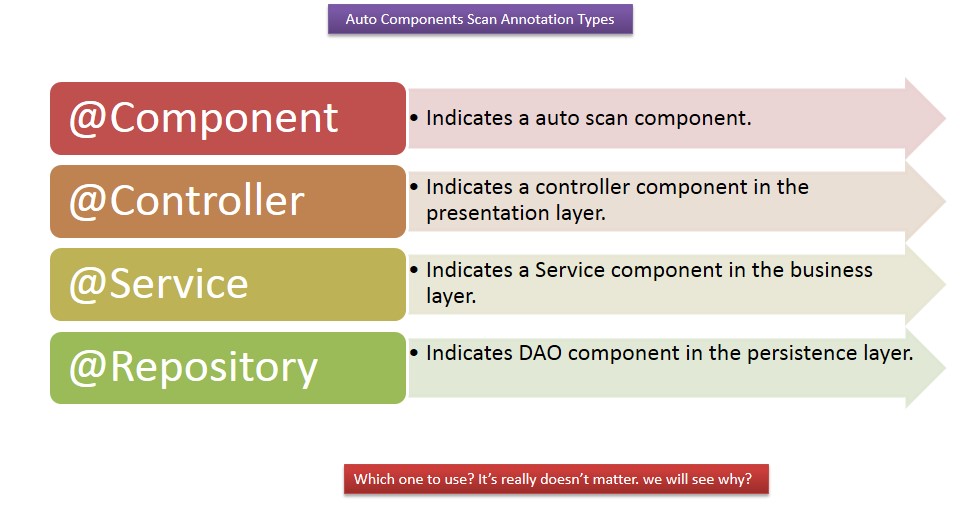 Auto Components Scan Annotation Types
@Component
• Indicates a auto scan component.
@Controller
• Indicates a controller component in the
presentation layer.
@Service
• Indicates a Service component in the business
layer.
@Repository
• Indicates DAO component in the persistence layer.
Which one to use? It’s really doesn’t matter. we will see why?